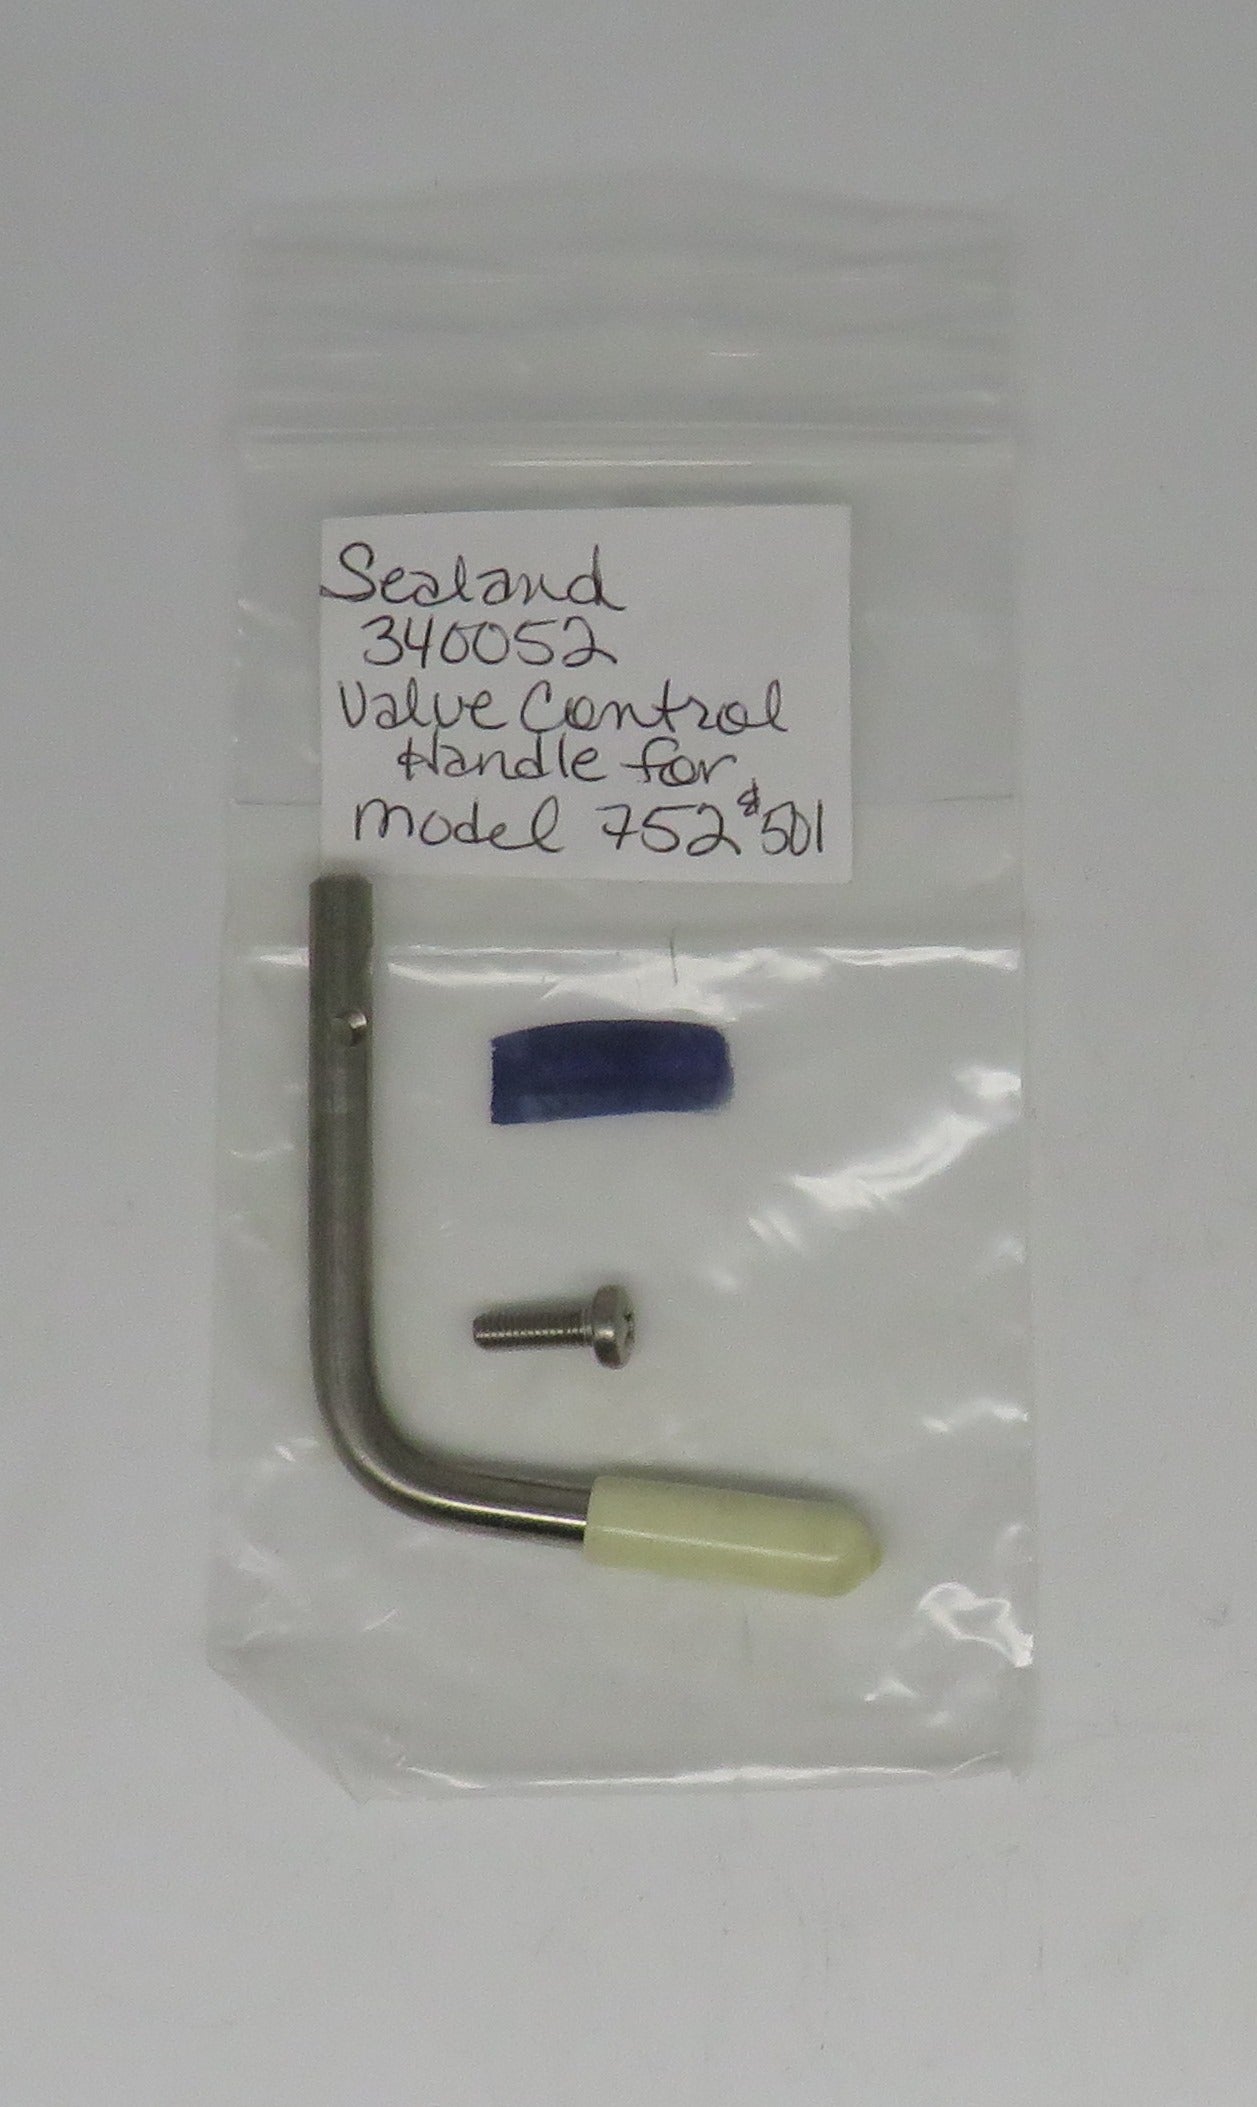 Sealand
340052
Valve Control
Handle for
Model 752 & 501